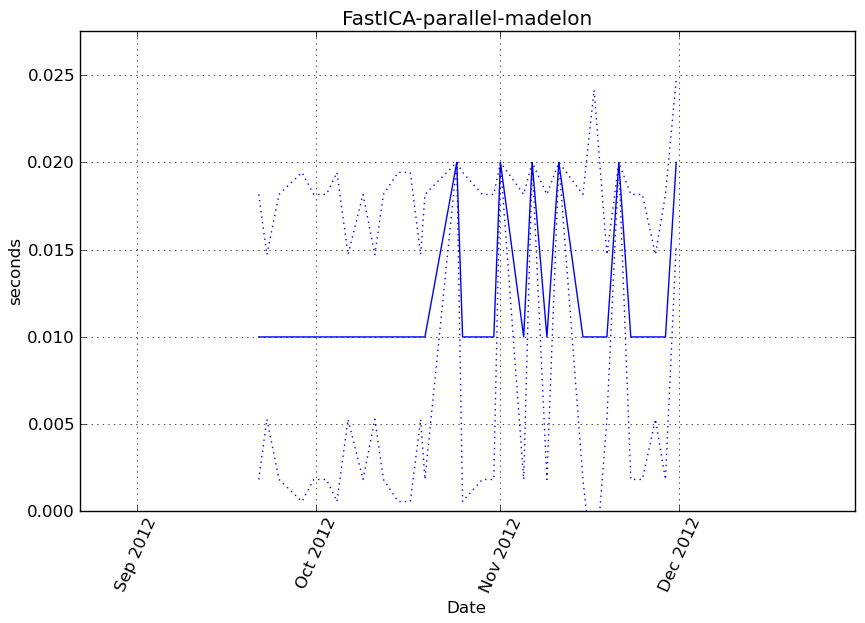 FastICA-parallel-madelon
0.025
0.020
0.015
0.010
0.005
0.000
seconds
Sep 2012
Oct 2012
Nov 2012
Dec 2012
Date